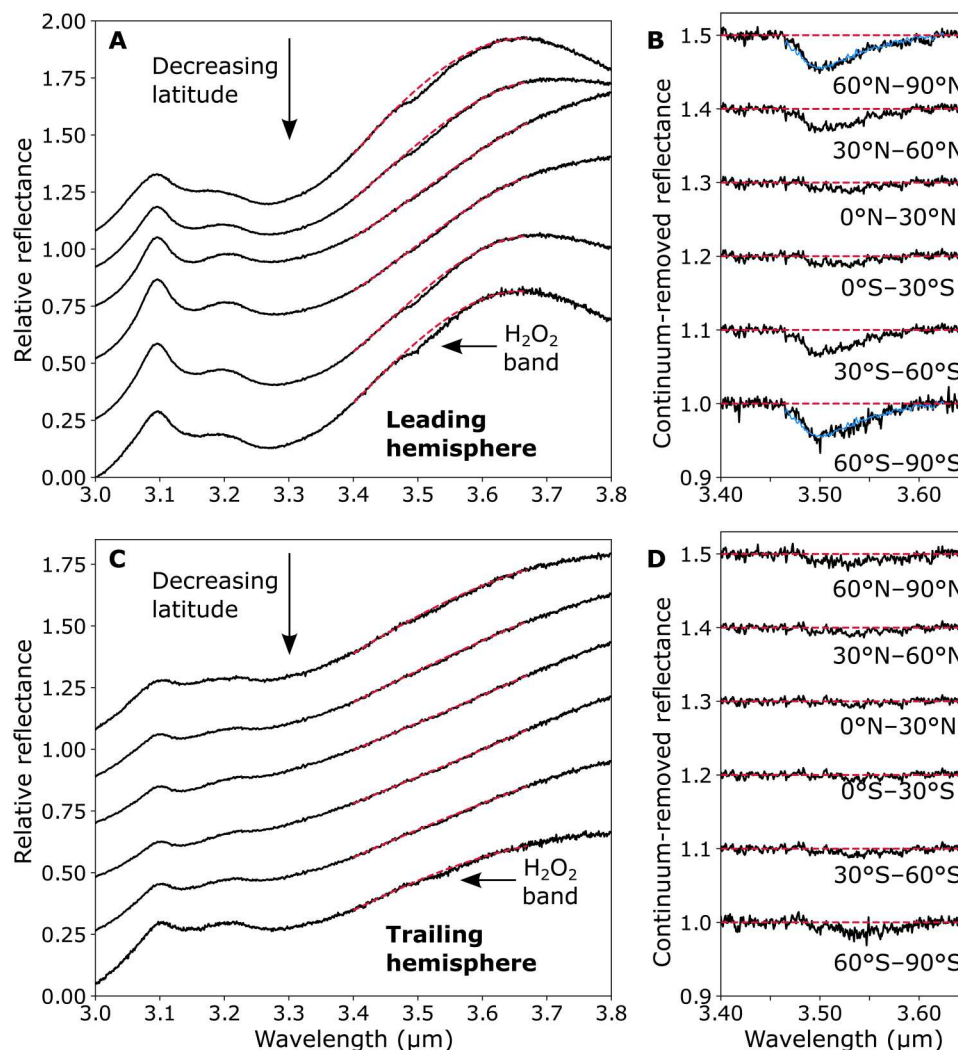 A
Decreasing
latitude
2.00
1.75
1.50
1.25
1.00
0.75
0.50
0.25
0.00
Relative reflectance
H₂O₂
band
Leading
hemisphere
3.0 3.1 3.2 3.3 3.4 3.5 3.6 3.7 3.8
B
1.5
1.4
1.3
1.2
1.1
1.0
0.9
Continuum-removed reflectance
60°N–90°N
30°N–60°N
0°N–30°N
0°S–30°S
30°S–60°S
60°S–90°S
3.40 3.50 3.60
C
Decreasing
latitude
1.75
1.50
1.25
1.00
0.75
0.50
0.25
0.00
Relative reflectance
H₂O₂
band
Trailing
hemisphere
3.0 3.1 3.2 3.3 3.4 3.5 3.6 3.7 3.8
Wavelength (μm)
D
1.5
1.4
1.3
1.2
1.1
1.0
0.9
Continuum-removed reflectance
60°N–90°N
30°N–60°N
0°N–30°N
0°S–30°S
30°S–60°S
60°S–90°S
3.40 3.50 3.60
Wavelength (μm)